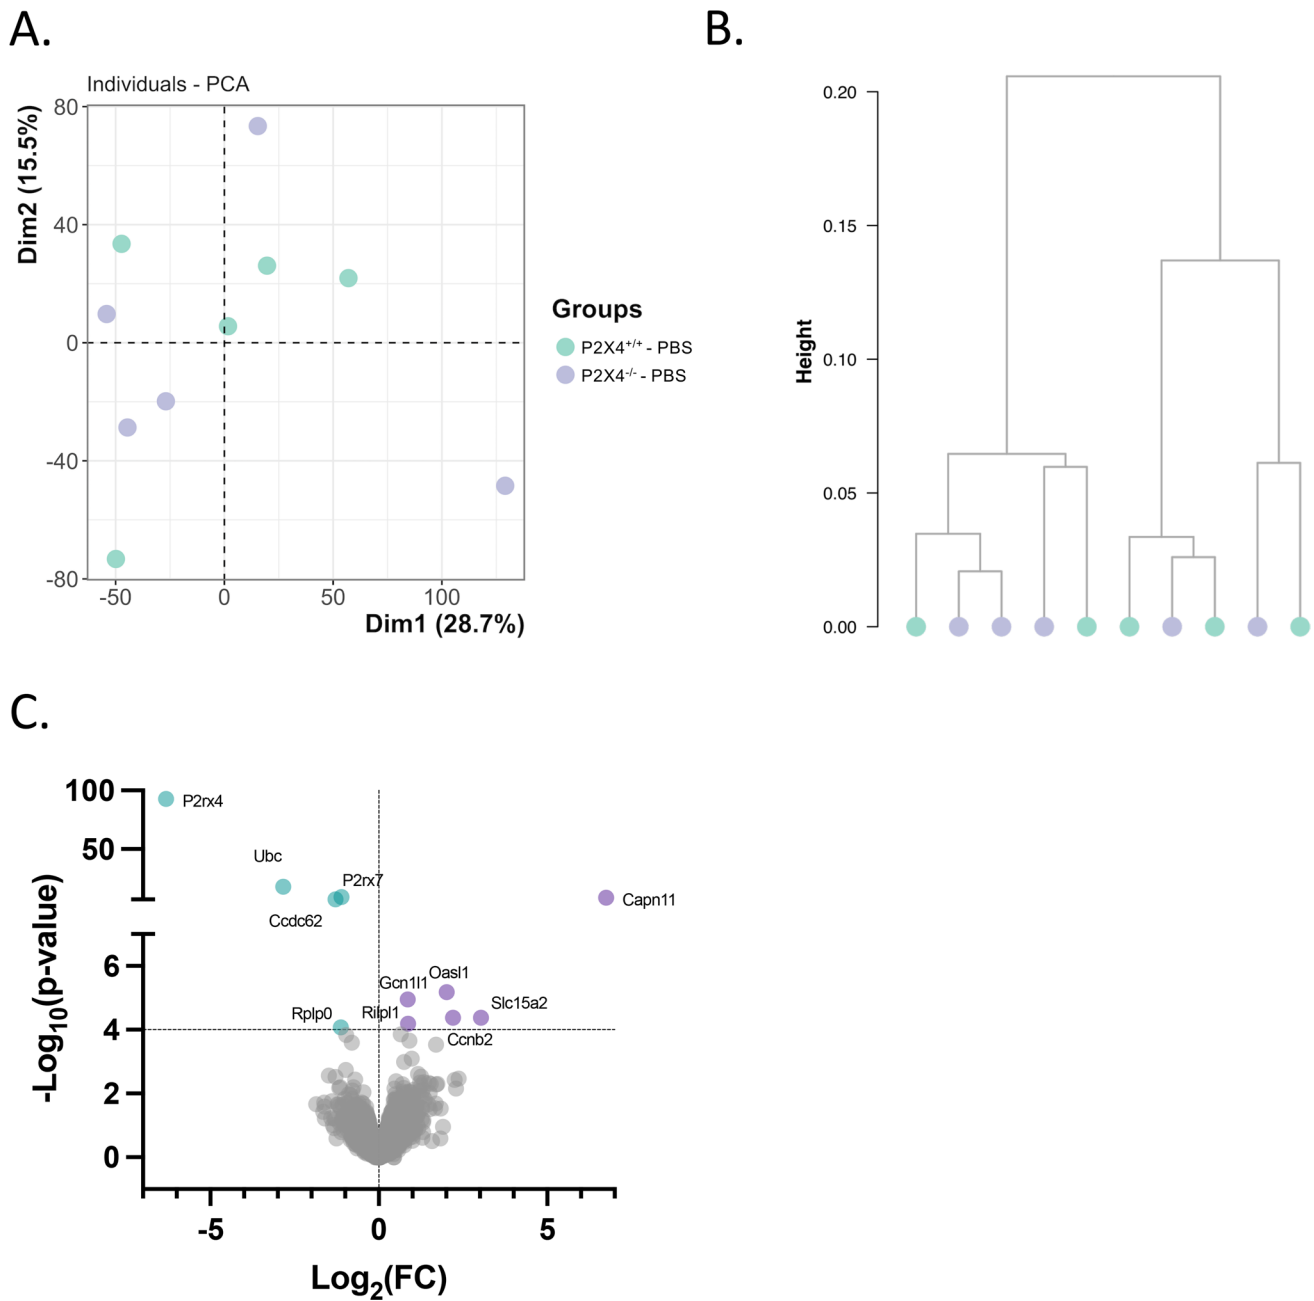 A.
Individuals - PCA
80
40
0
-40
-80
Dim2 (15.5%)
-50 0 50 100
Dim1 (28.7%)
Groups
P2X4+/+ - PBS
P2X4-/- - PBS
B.
0.20
0.15
0.10
0.05
0.00
Height
C.
100
50
6
4
2
0
-Log10(p-value)
P2rx4
Ubc
P2rx7
Ccdc62
Capn11
Oasl1
Gcn1l1
Slc15a2
Rplp0
Rilpl1
Ccnb2
-5 0 5
Log2(FC)